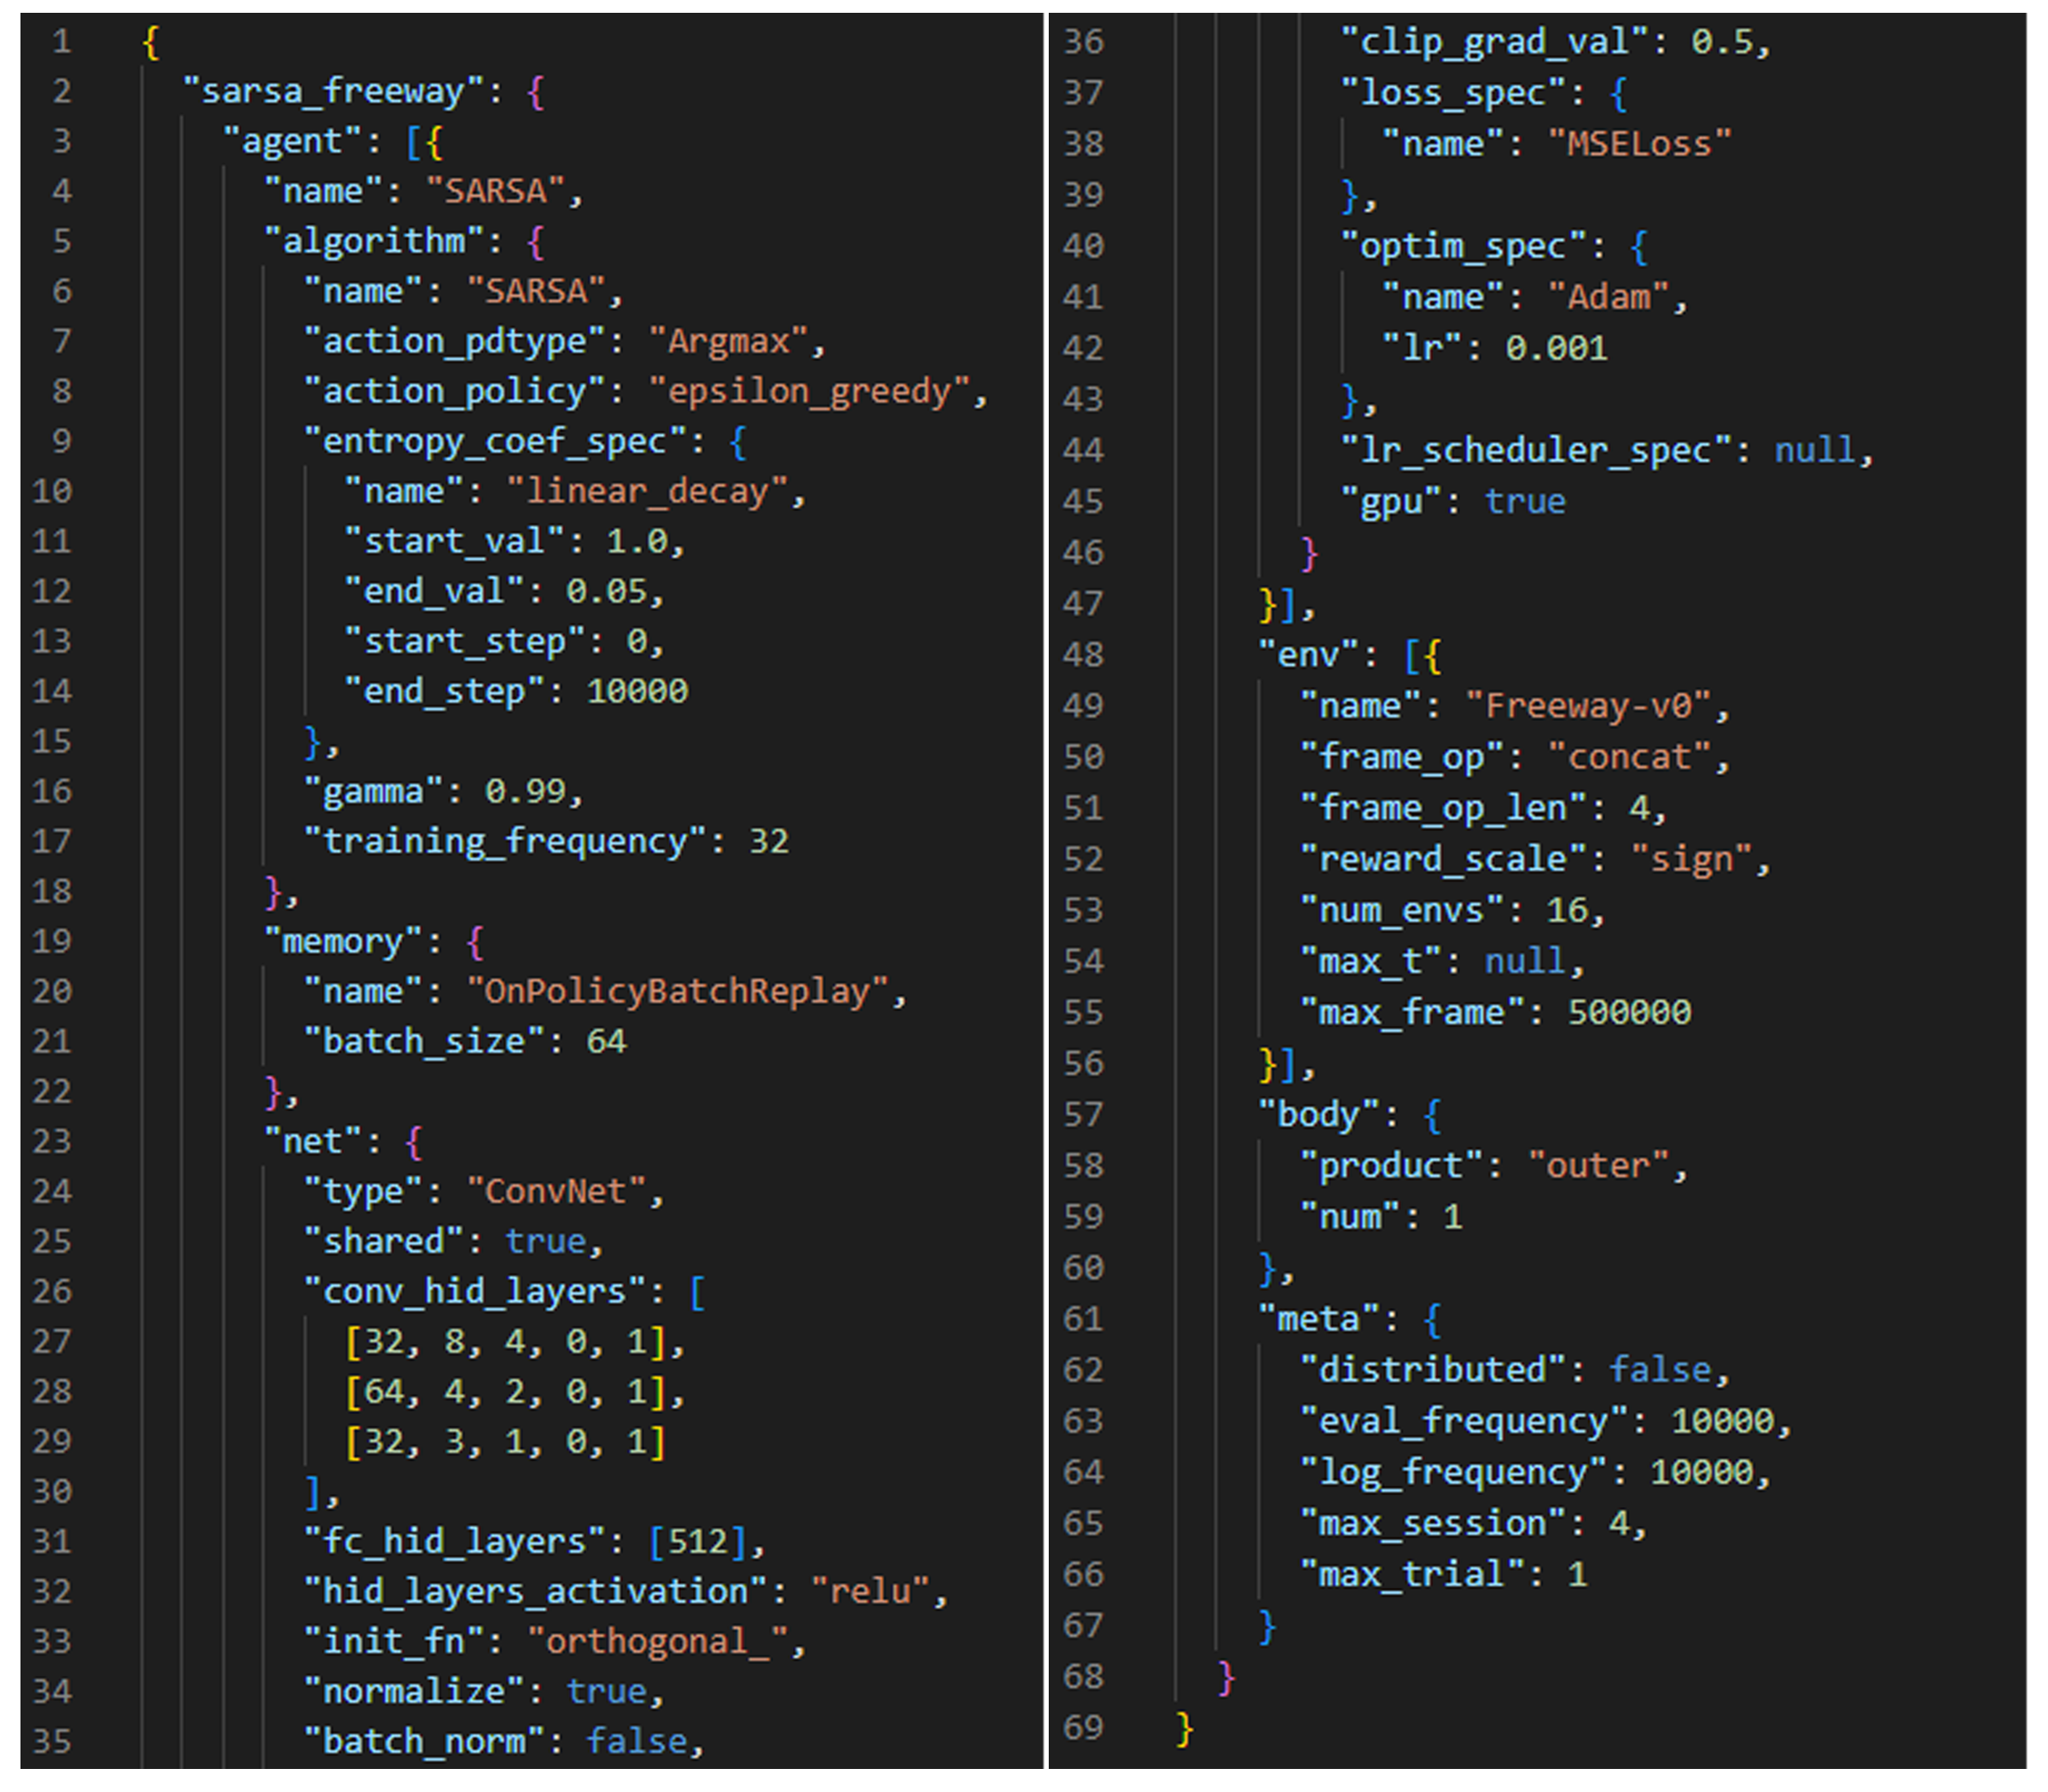 1 {
2 "sarsa_freeway": {
3 "agent": [{
4 "name": "SARSA",
5 "algorithm": {
6 "name": "SARSA",
7 "action_pdtype": "Argmax",
8 "action_policy": "epsilon_greedy",
9 "entropy_coef_spec": {
10 "name": "linear_decay",
11 "start_val": 1.0,
12 "end_val": 0.05,
13 "start_step": 0,
14 "end_step": 10000
15 },
16 "gamma": 0.99,
17 "training_frequency": 32
18 },
19 "memory": {
20 "name": "OnPolicyBatchReplay",
21 "batch_size": 64
22 },
23 "net": {
24 "type": "ConvNet",
25 "shared": true,
26 "conv_hid_layers": [
27 [32, 8, 4, 0, 1],
28 [64, 4, 2, 0, 1],
29 [32, 3, 1, 0, 1]
30 ],
31 "fc_hid_layers": [512],
32 "hid_layers_activation": "relu",
33 "init_fn": "orthogonal_",
34 "normalize": true,
35 "batch_norm": false,
36 "clip_grad_val": 0.5,
37 "loss_spec": {
38 "name": "MSELoss"
39 },
40 "optim_spec": {
41 "name": "Adam",
42 "lr": 0.001
43 },
44 "lr_scheduler_spec": null,
45 "gpu": true
46 }
47 }],
48 "env": [{
49 "name": "Freeway-v0",
50 "frame_op": "concat",
51 "frame_op_len": 4,
52 "reward_scale": "sign",
53 "num_envs": 16,
54 "max_t": null,
55 "max_frame": 500000
56 }],
57 "body": {
58 "product": "outer",
59 "num": 1
60 },
61 "meta": {
62 "distributed": false,
63 "eval_frequency": 10000,
64 "log_frequency": 10000,
65 "max_session": 4,
66 "max_trial": 1
67 }
68 }
69 }